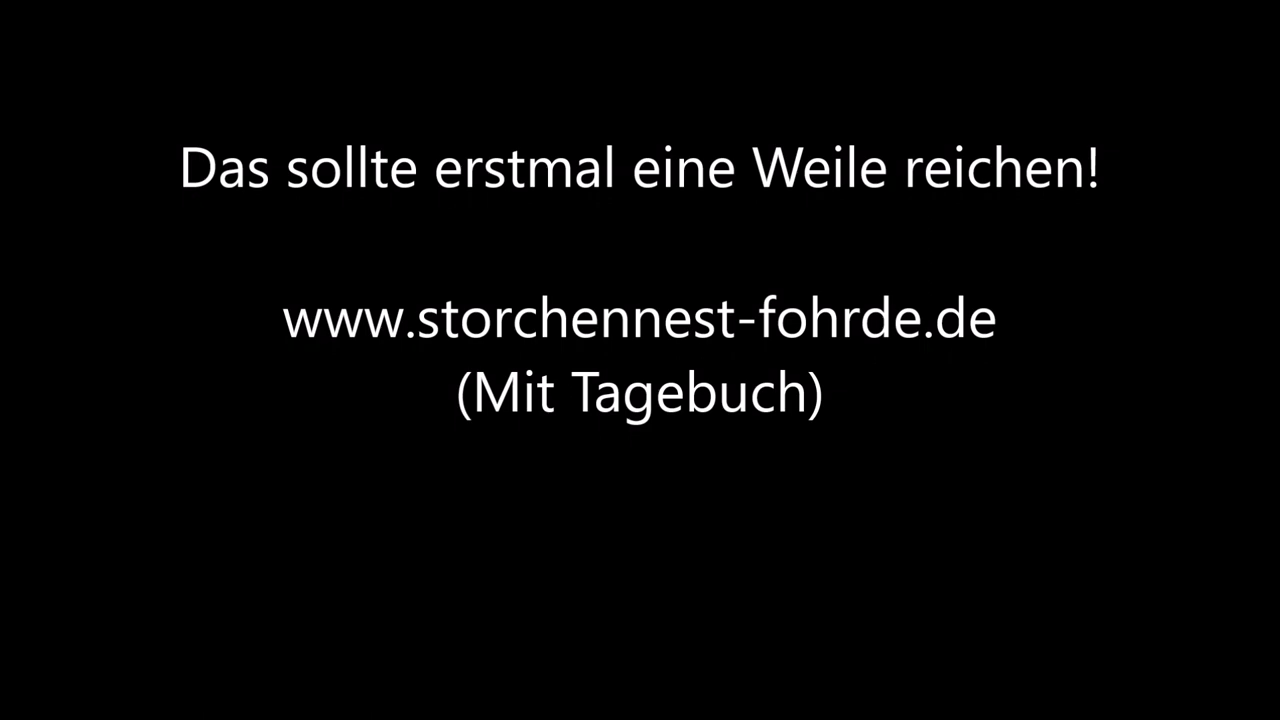 Das sollte erstmal eine Weile reichen!
www.storchennest-fohrde.de
(Mit Tagebuch)